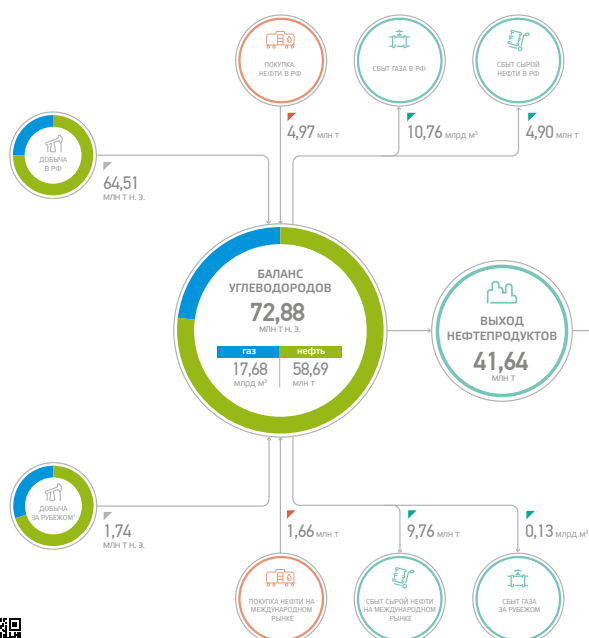 ПОКУПКА
НЕФТИ В РФ
СБЫТ ГАЗА В РФ
СБЫТ СЫРОЙ
НЕФТИ В РФ
4,97 млн т
10,76 млрд м³
4,90 млн т
ДОБЫЧА
В РФ
64,51
МЛН Т Н. Э.
БАЛАНС
УГЛЕВОДОРОДОВ
72,88
МЛН Т Н. Э.
газ нефть
17,68 58,69
млрд м³ млн т
ВЫХОД
НЕФТЕПРОДУКТОВ
41,64
МЛН Т
ДОБЫЧА
ЗА РУБЕЖОМ¹
1,74
МЛН Т Н. Э.
1,66 млн т
9,76 млн т
0,13 млрд м³
ПОКУПКА НЕФТИ НА
МЕЖДУНАРОДНОМ
РЫНКЕ
СБЫТ СЫРОЙ НЕФТИ
НА МЕЖДУНАРОДНОМ
РЫНКЕ
СБЫТ ГАЗА
ЗА РУБЕЖОМ